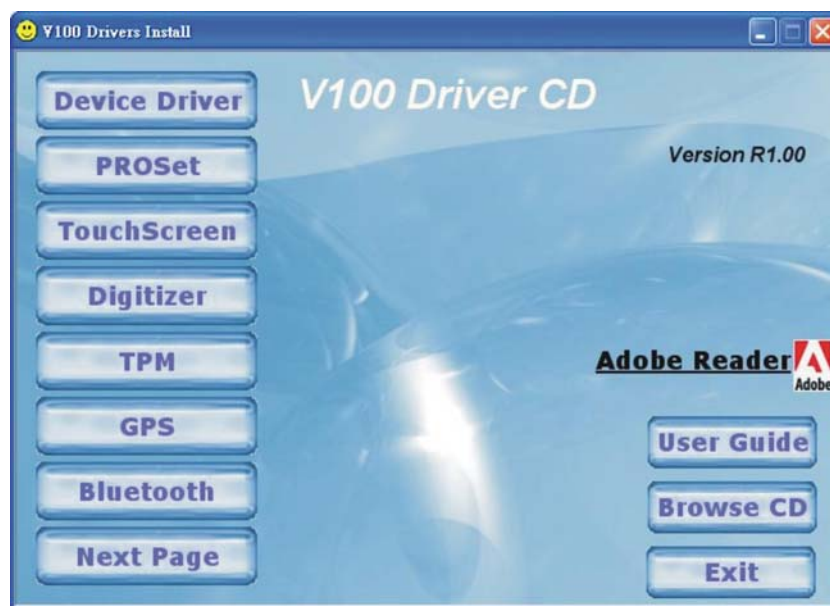 V100 Drivers Install
Device Driver
PROSet
TouchScreen
Digitizer
TPM
GPS
Bluetooth
Next Page
V100 Driver CD
Version R1.00
Adobe Reader
Adobe
User Guide
Browse CD
Exit